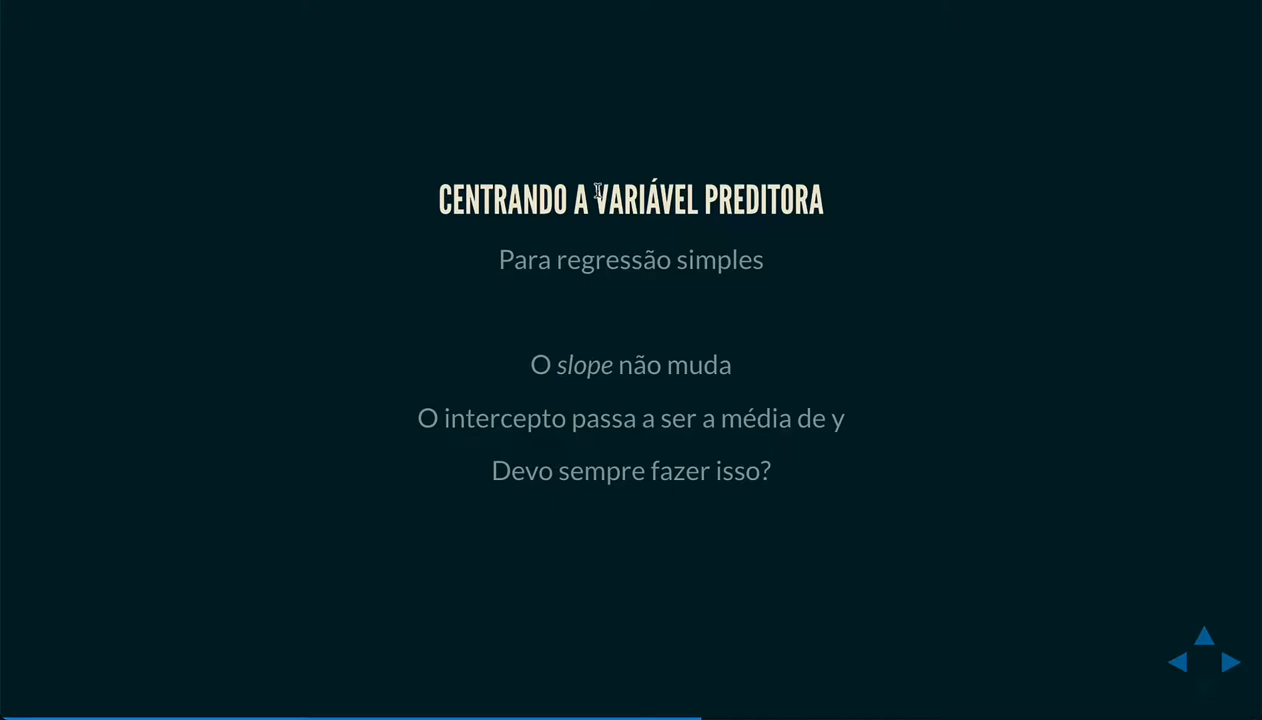 CENTRANDO A VARIÁVEL PREDITORA
Para regressão simples
O slope não muda
O intercepto passa a ser a média de y
Devo sempre fazer isso?